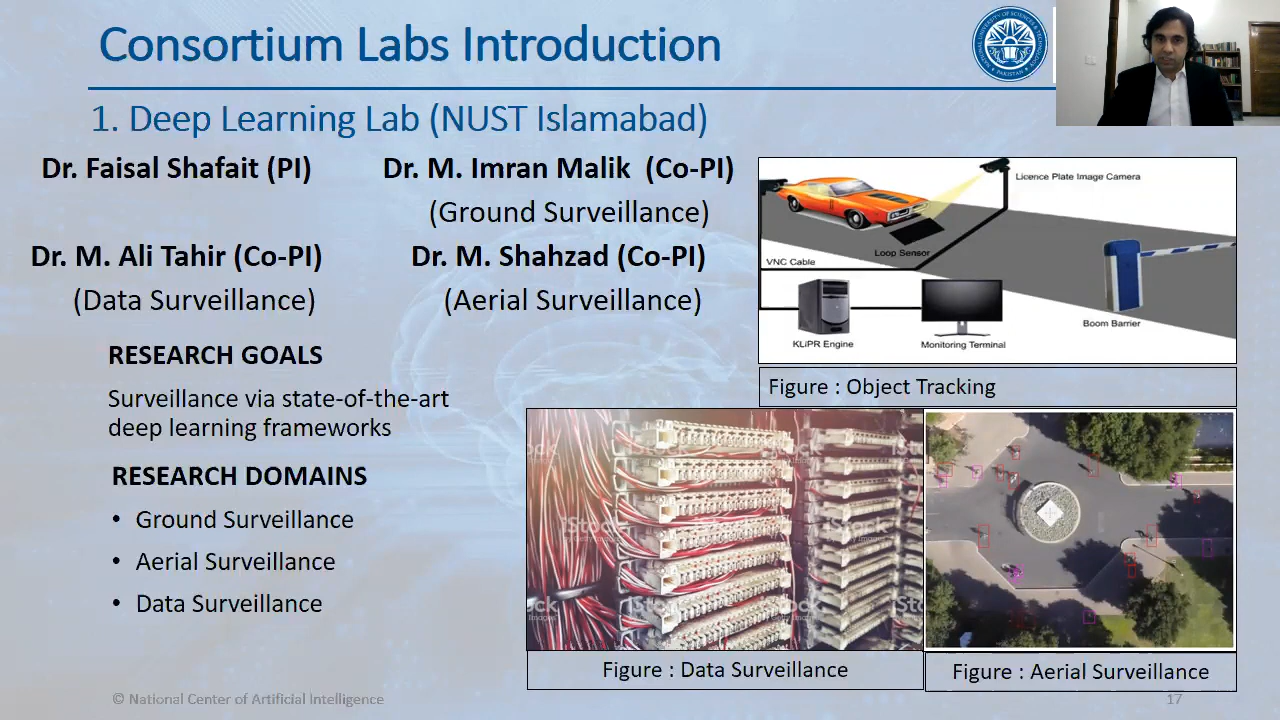 Consortium Labs Introduction
1. Deep Learning Lab (NUST Islamabad)
Dr. Faisal Shafait (PI)
Dr. M. Imran Malik (Co-PI)
(Ground Surveillance)
Dr. M. Ali Tahir (Co-PI)
(Data Surveillance)
Dr. M. Shahzad (Co-PI)
(Aerial Surveillance)
RESEARCH GOALS
Surveillance via state-of-the-art
deep learning frameworks
RESEARCH DOMAINS
• Ground Surveillance
• Aerial Surveillance
• Data Surveillance
Licence Plate Image Camera
Loop Sensor
VNC Cable
KLiPR Engine
Monitoring Terminal
Boom Barrier
Figure : Object Tracking
iStock
Figure : Data Surveillance
Figure : Aerial Surveillance
© National Center of Artificial Intelligence
17